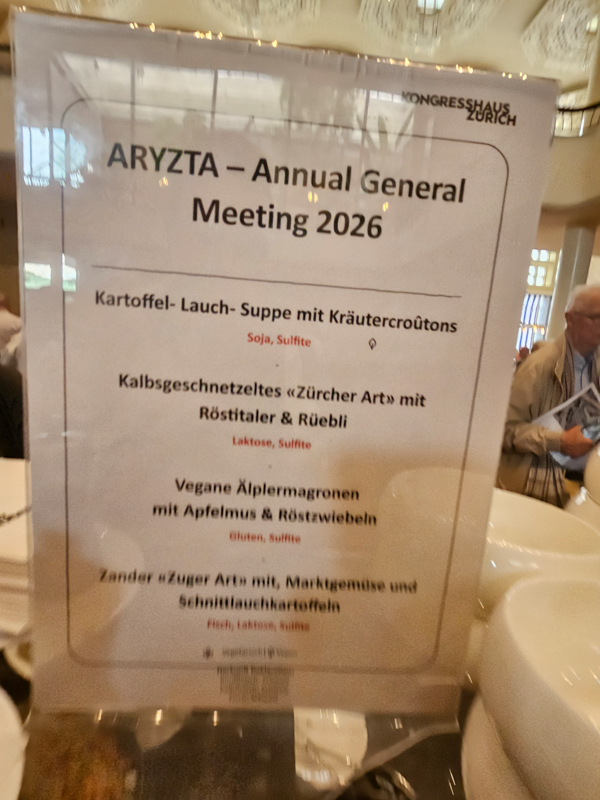 KONGRESSHAUS
ZÜRICH
ARYZTA – Annual General
Meeting 2026
Kartoffel- Lauch- Suppe mit Kräutercroûtons
Soja, Sulfite
Kalbsgeschnetzeltes «Zürcher Art» mit
Röstitaler & Rüebli
Laktose, Sulfite
Vegane Älplermagronen
mit Apfelmus & Röstzwiebeln
Gluten, Sulfite
Zander «Zuger Art» mit, Marktgemüse und
Schnittlauchkartoffeln
Fisch, Laktose, Sulfite